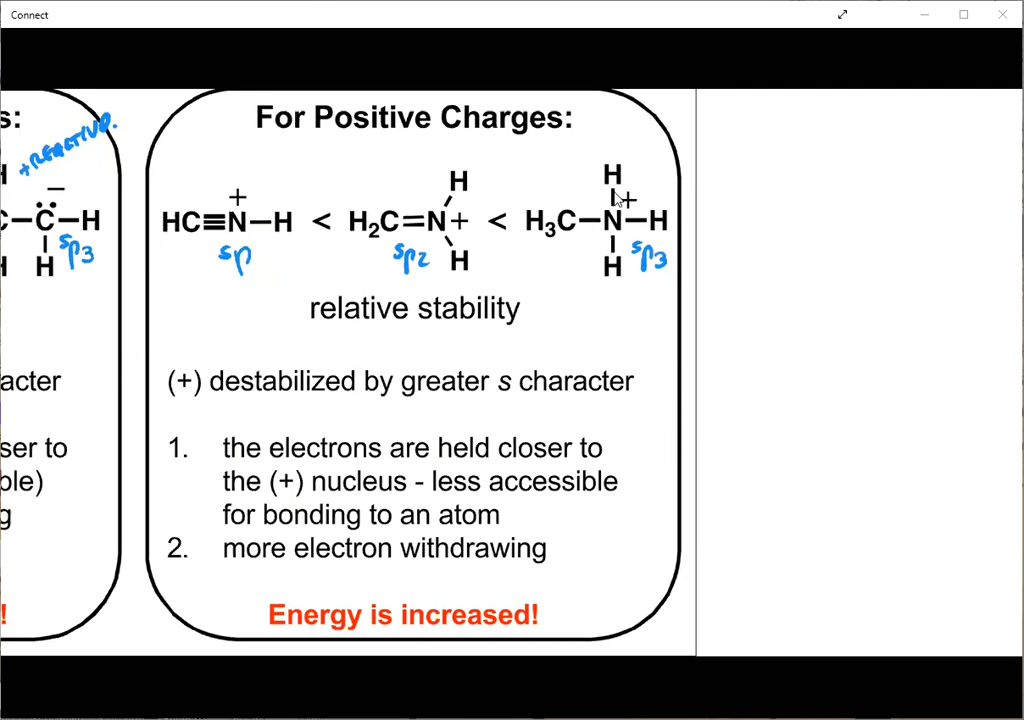 Connect
s:
+REACTIVE.
H
C–C̈–H
−
H H
sp3
acter
ser to
ble)
g
!
For Positive Charges:
HC≡N⁺–H < H₂C=N⁺(H)–H < H₃C–N⁺(H)(H)–H
sp sp2 sp3
relative stability
(+) destabilized by greater s character
1. the electrons are held closer to
the (+) nucleus - less accessible
for bonding to an atom
2. more electron withdrawing
Energy is increased!